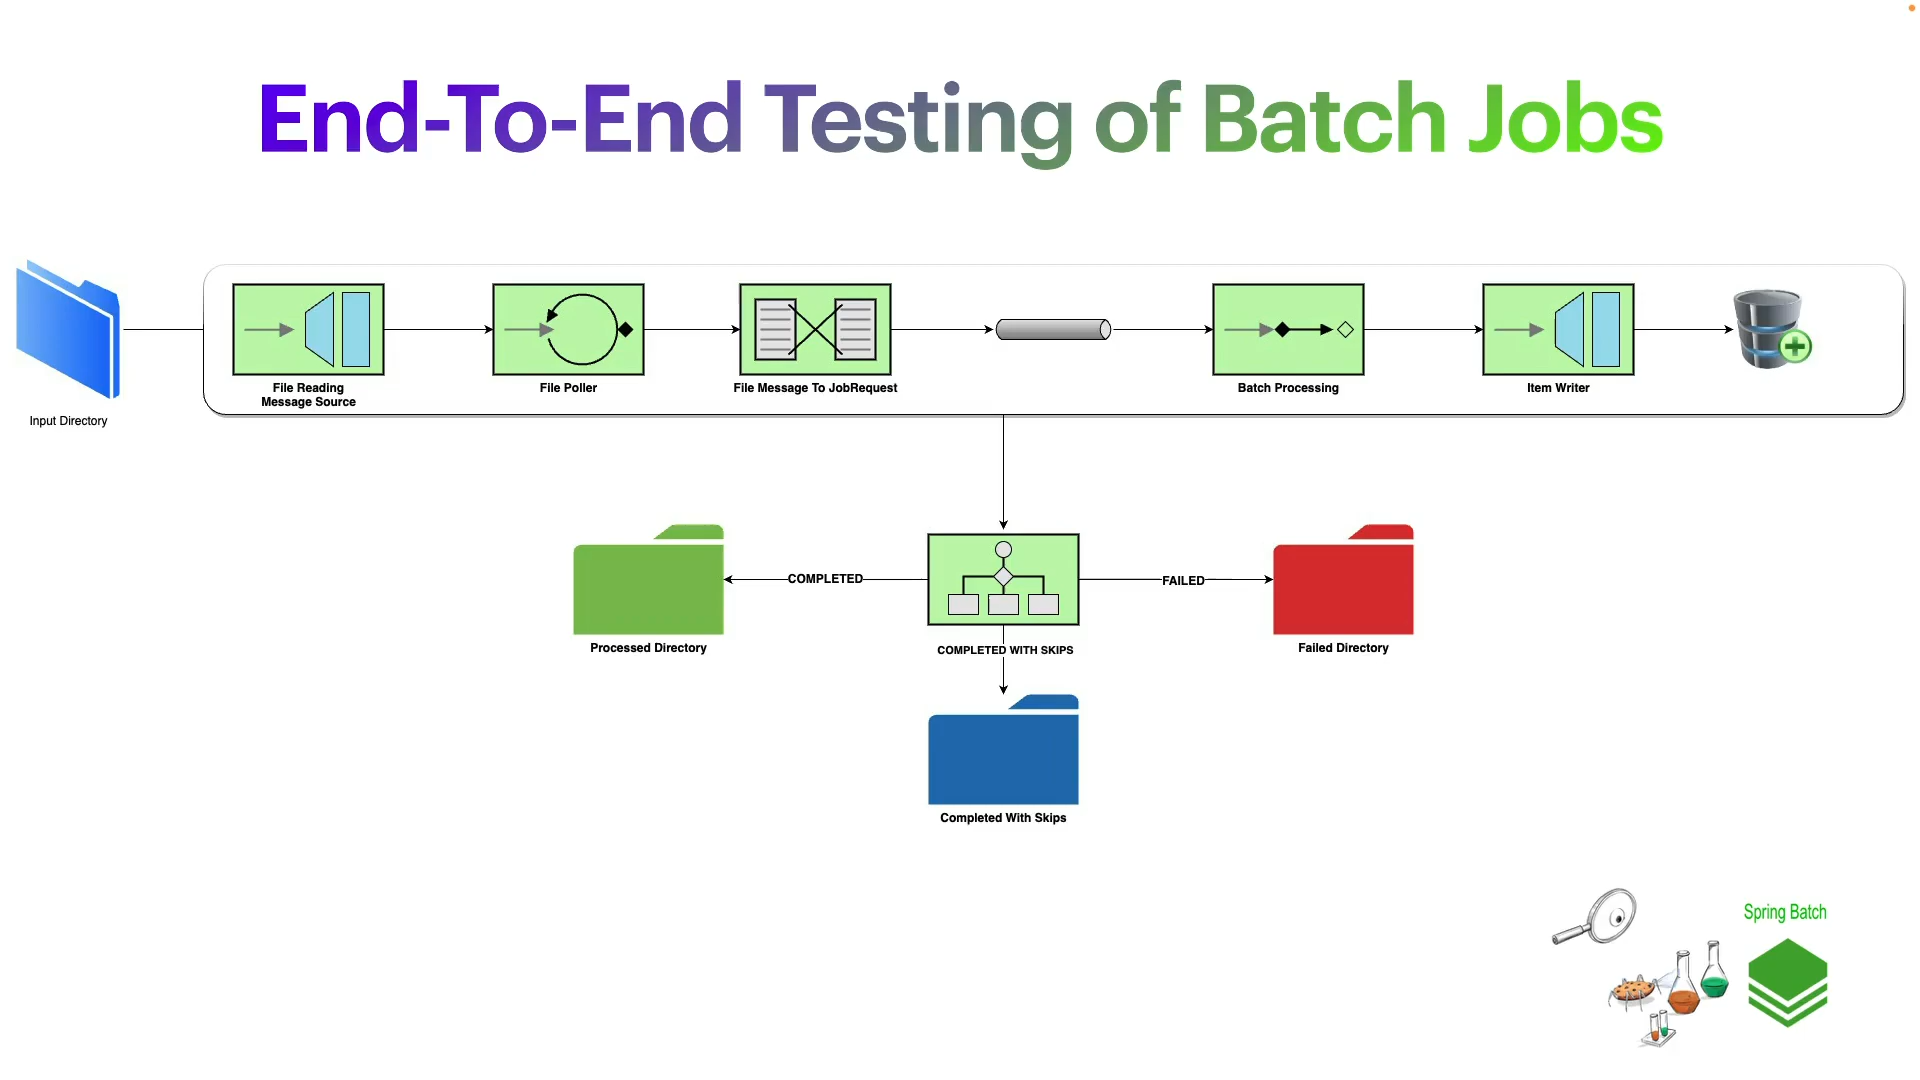 End-To-End Testing of Batch Jobs
Input Directory
File Reading
Message Source
File Poller
File Message To JobRequest
Batch Processing
Item Writer
COMPLETED
FAILED
Processed Directory
COMPLETED WITH SKIPS
Failed Directory
Completed With Skips
Spring Batch